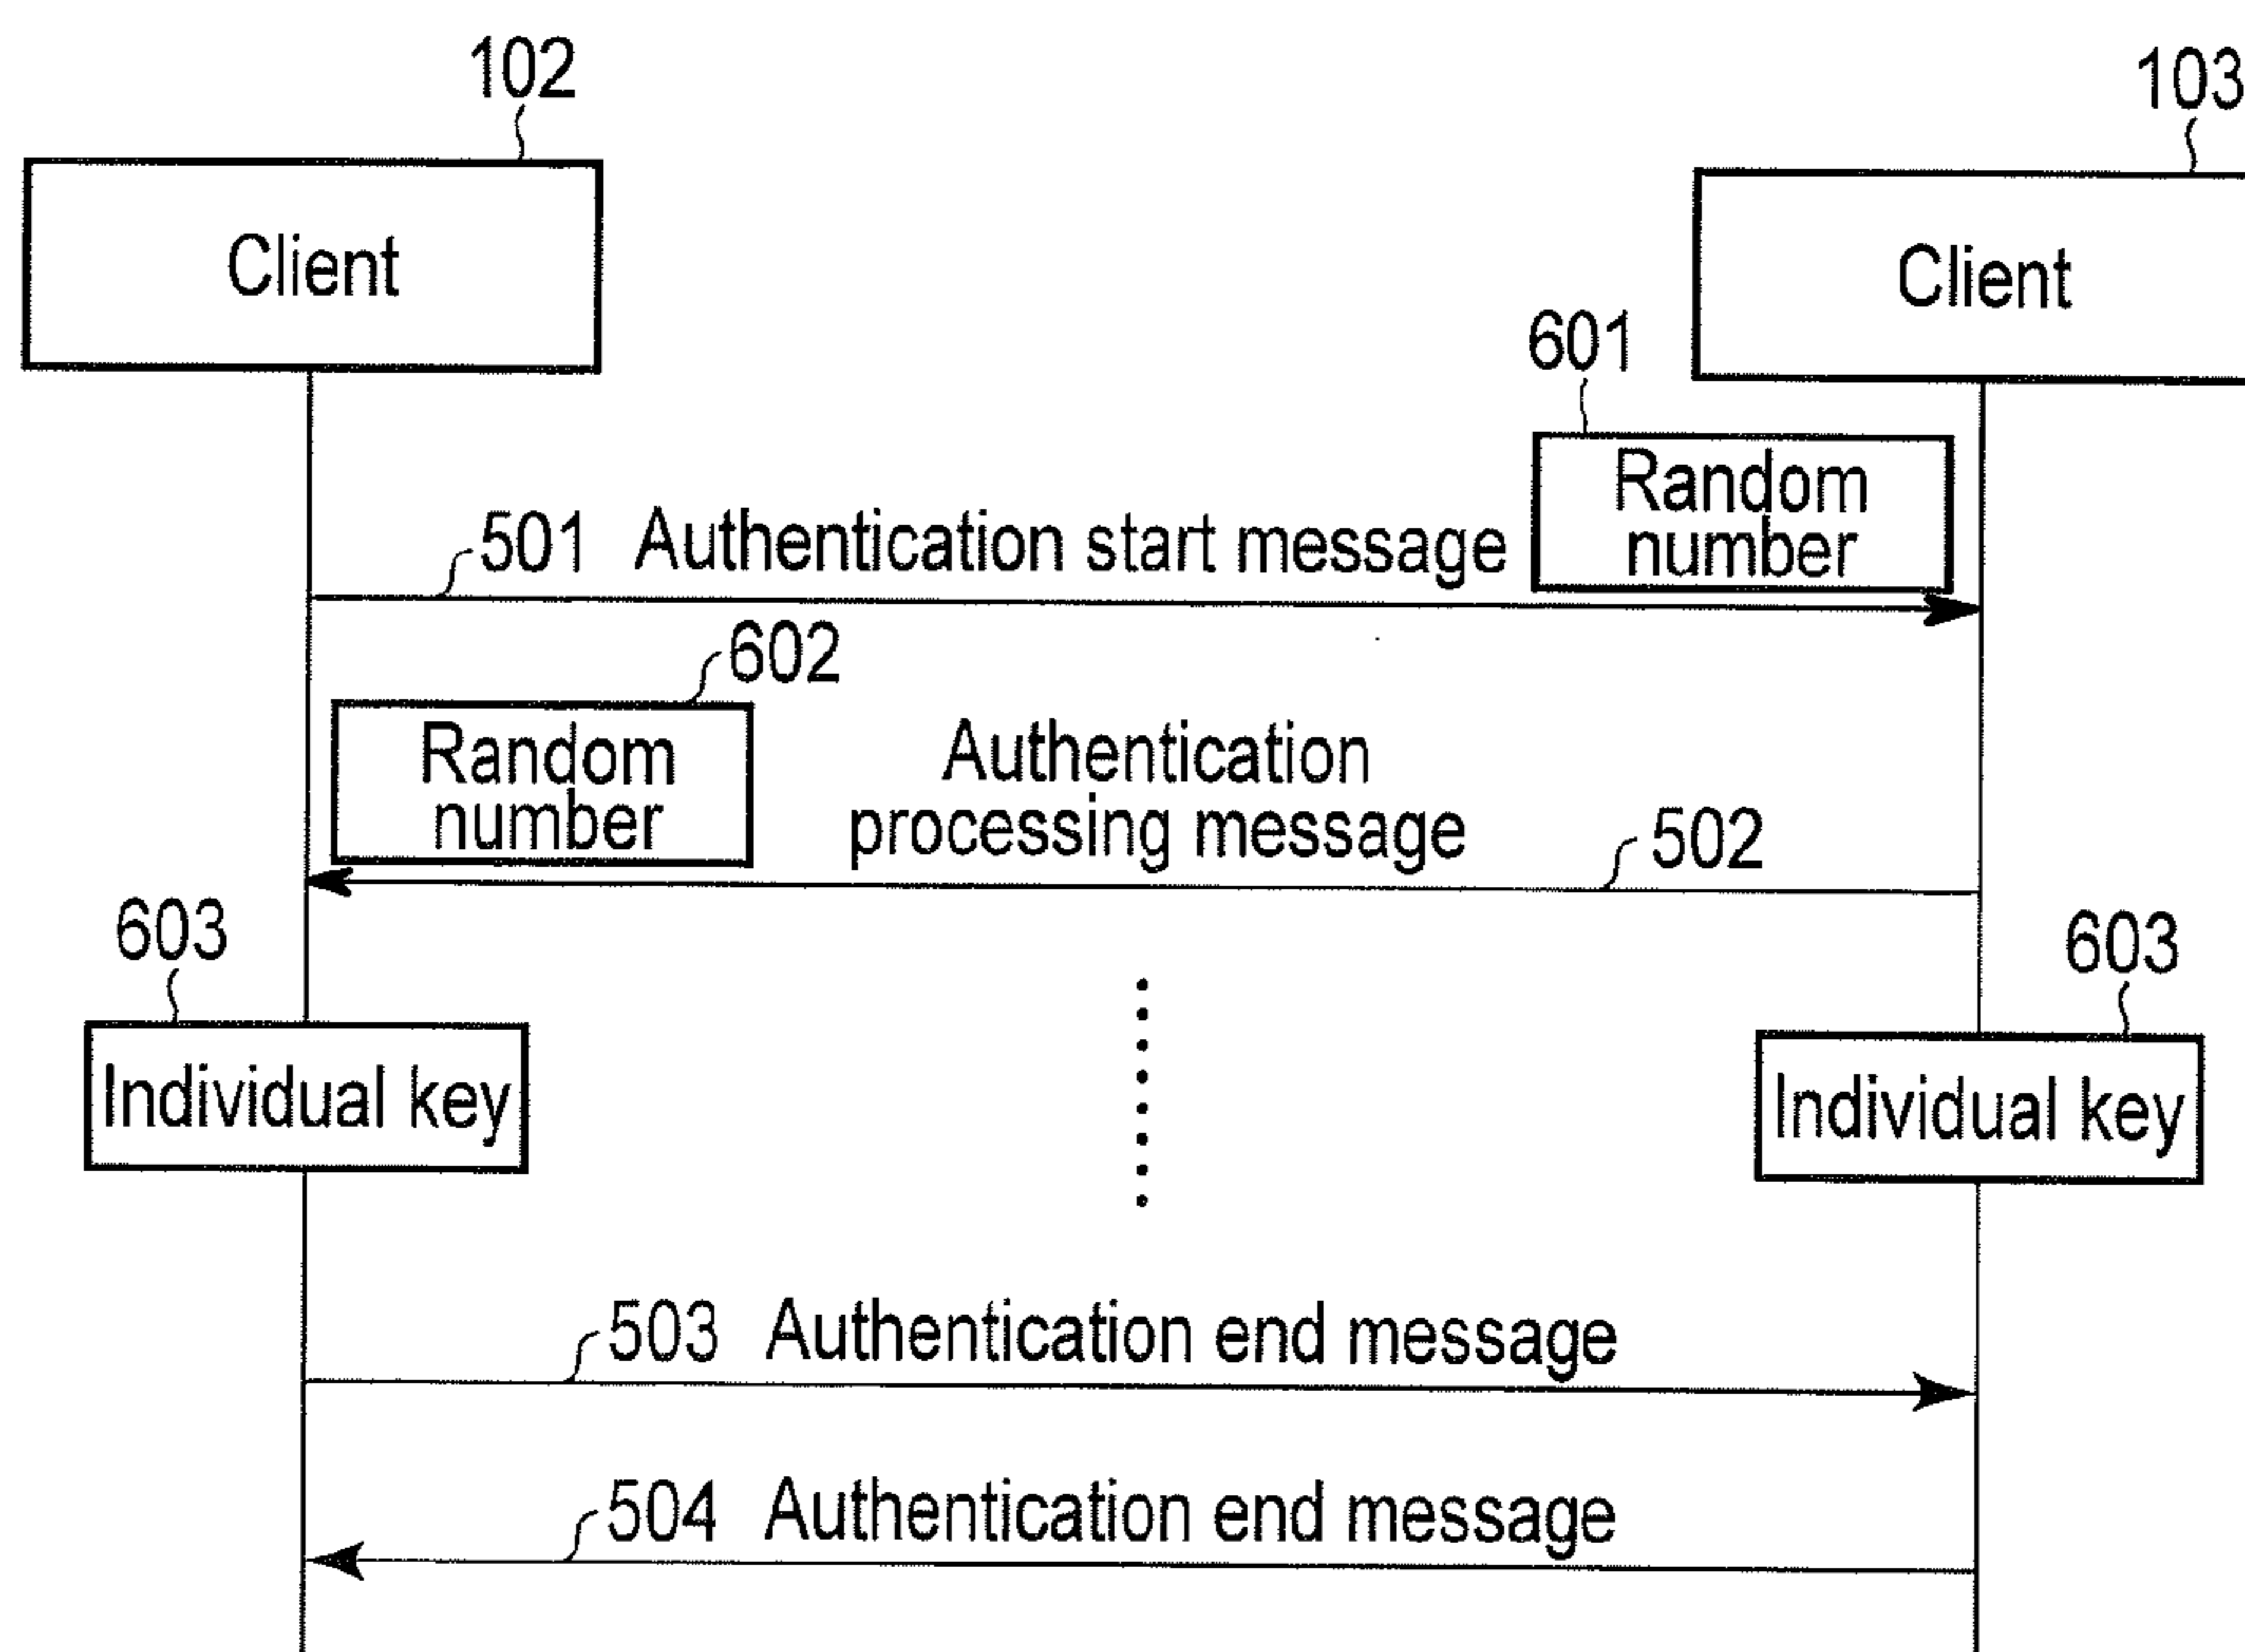 102
103
Client
Client
601
Random
number
501 Authentication start message
602
Random
number
Authentication
processing message
502
603
603
Individual key
Individual key
503 Authentication end message
504 Authentication end message